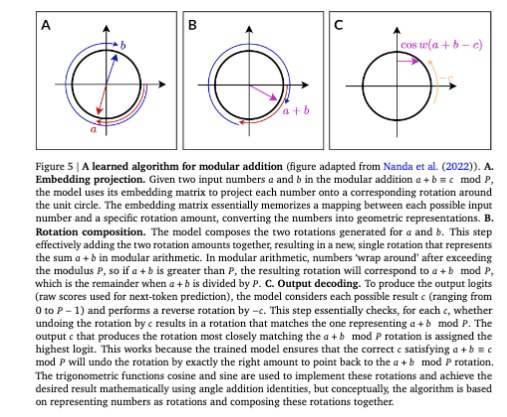 A
B
C
b
a
a + b
cos w(a + b − c)
−c
Figure 5 | A learned algorithm for modular addition (figure adapted from Nanda et al. (2022)). A.
Embedding projection. Given two input numbers a and b in the modular addition a + b ≡ c mod P,
the model uses its embedding matrix to project each number onto a corresponding rotation around
the unit circle. The embedding matrix essentially memorizes a mapping between each possible input
number and a specific rotation amount, converting the numbers into geometric representations. B.
Rotation composition. The model composes the two rotations generated for a and b. This step
effectively adding the two rotation amounts together, resulting in a new, single rotation that represents
the sum a + b in modular arithmetic. In modular arithmetic, numbers ‘wrap around’ after exceeding
the modulus P, so if a + b is greater than P, the resulting rotation will correspond to a + b mod P,
which is the remainder when a + b is divided by P. C. Output decoding. To produce the output logits
(raw scores used for next-token prediction), the model considers each possible result c (ranging from
0 to P − 1) and performs a reverse rotation by −c. This step essentially checks, for each c, whether
undoing the rotation by c results in a rotation that matches the one representing a + b mod P. The
output c that produces the rotation most closely matching the a + b mod P rotation is assigned the
highest logit. This works because the trained model ensures that the correct c satisfying a + b ≡ c
mod P will undo the rotation by exactly the right amount to point back to the a + b mod P rotation.
The trigonometric functions cosine and sine are used to implement these rotations and achieve the
desired result mathematically using angle addition identities, but conceptually, the algorithm is based
on representing numbers as rotations and composing these rotations together.